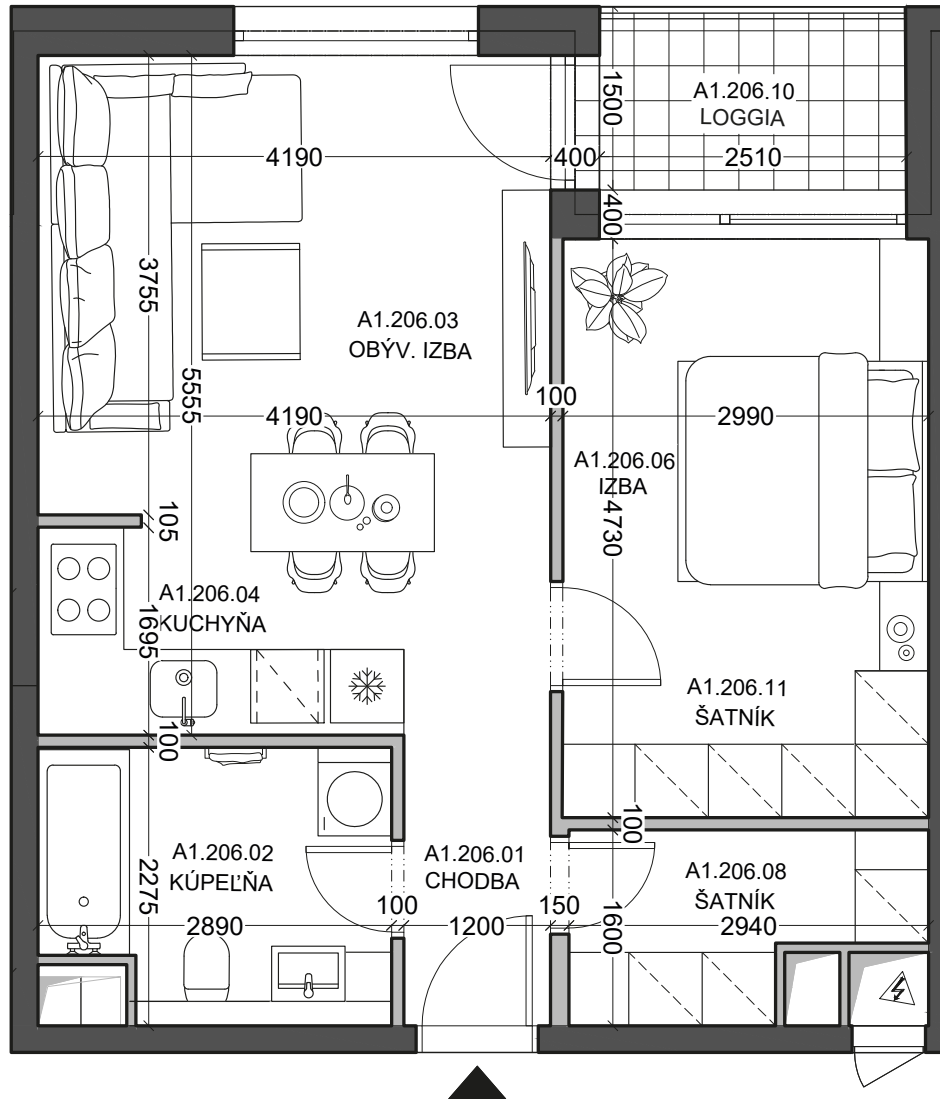 A1.206.10
LOGGIA
1500
4190
400
2510
400
3755
A1.206.03
OBÝV. IZBA
5555
4190
100
2990
A1.206.06
IZBA
4730
105
A1.206.04
KUCHYŇA
1695
A1.206.11
ŠATNÍK
100
100
A1.206.02
KÚPEĽŇA
A1.206.01
CHODBA
A1.206.08
ŠATNÍK
2275
2890
100
1200
150
1600
2940